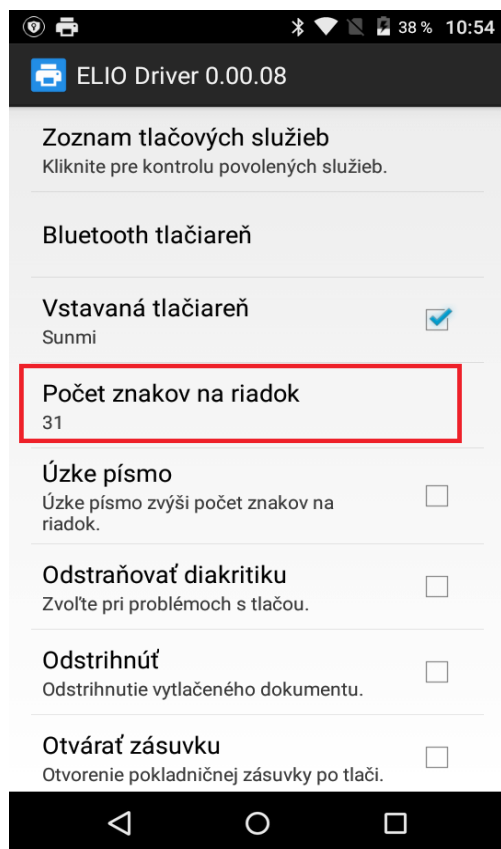 38 % 10:54
ELIO Driver 0.00.08
Zoznam tlačových služieb
Kliknite pre kontrolu povolených služieb.
Bluetooth tlačiareň
Vstavaná tlačiareň
Sunmi
Počet znakov na riadok
31
Úzke písmo
Úzke písmo zvýši počet znakov na
riadok.
Odstraňovať diakritiku
Zvoľte pri problémoch s tlačou.
Odstrihnúť
Odstrihnutie vytlačeného dokumentu.
Otvárať zásuvku
Otvorenie pokladničnej zásuvky po tlači.